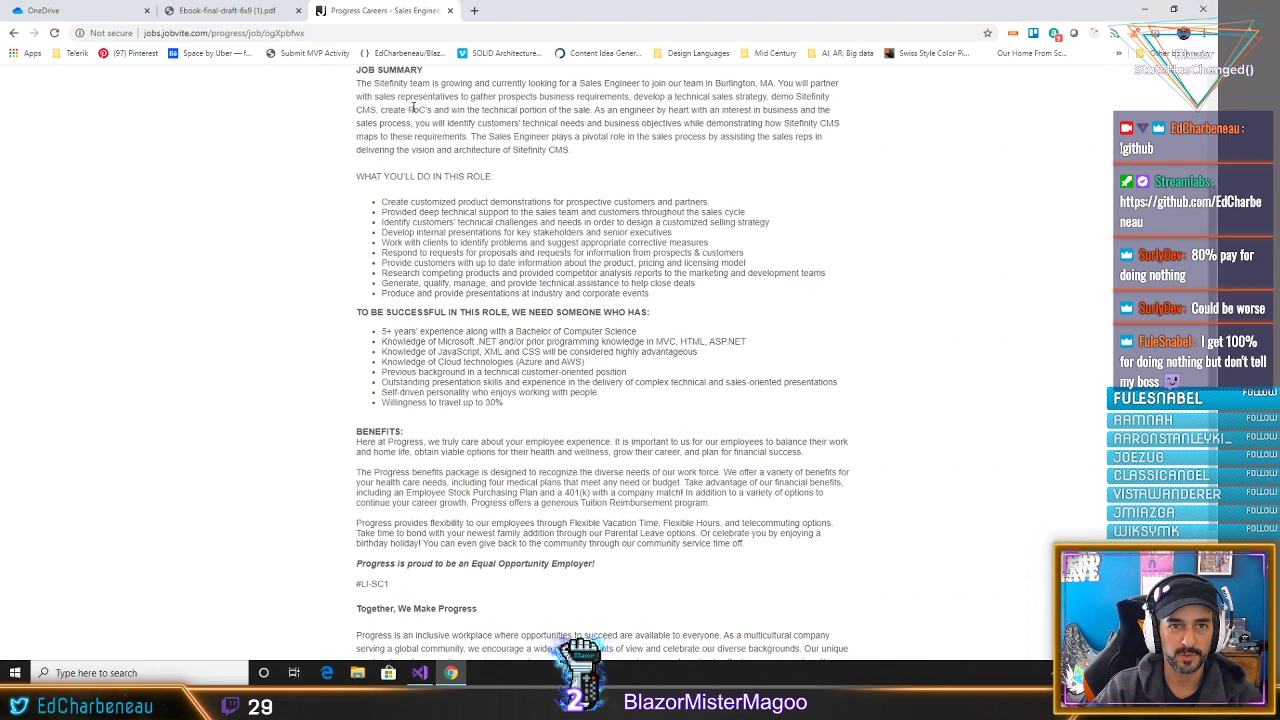 OneDrive
Ebook-final-draft-6x9 (1).pdf
Progress Careers - Sales Engineer
Not secure | jobs.jobvite.com/progress/job/ogXpbfwx
Apps
Telerik
(97) Pinterest
Space by Uber — f...
Submit MVP Activity
EdCharbeneau/Blaz...
SOLID Architecture...
Content Idea Gener...
Design Languages
Mid Century
AI, AR, Big data
Swiss Style Color Pi...
Our Home From Sc...
Blazor
StateHasChanged()
JOB SUMMARY
The Sitefinity team is growing and currently looking for a Sales Engineer to join our team in Burlington, MA. You will partner
with sales representatives to gather prospects business requirements, develop a technical sales strategy, demo Sitefinity
CMS, create PoC's and win the technical portion of the sale. As an engineer by heart with an interest in business and the
sales process, you will identify customers' technical needs and business objectives while demonstrating how Sitefinity CMS
maps to these requirements. The Sales Engineer plays a pivotal role in the sales process by assisting the sales reps in
delivering the vision and architecture of Sitefinity CMS.
WHAT YOU'LL DO IN THIS ROLE:
• Create customized product demonstrations for prospective customers and partners
• Provided deep technical support to the sales team and customers throughout the sales cycle
• Identify customers' technical challenges and needs in order to design a customized selling strategy
• Develop internal presentations for key stakeholders and senior executives
• Work with clients to identify problems and suggest appropriate corrective measures
• Respond to requests for proposals and requests for information from prospects & customers
• Provide customers with up to date information about the product, pricing and licensing model
• Research competing products and provided competitor analysis reports to the marketing and development teams
• Generate, qualify, manage, and provide technical assistance to help close deals
• Produce and provide presentations at industry and corporate events
TO BE SUCCESSFUL IN THIS ROLE, WE NEED SOMEONE WHO HAS:
• 5+ years' experience along with a Bachelor of Computer Science
• Knowledge of Microsoft .NET and/or prior programming knowledge in MVC, HTML, ASP.NET
• Knowledge of JavaScript, XML and CSS will be considered highly advantageous
• Knowledge of Cloud technologies (Azure and AWS)
• Previous background in a technical customer-oriented position
• Outstanding presentation skills and experience in the delivery of complex technical and sales-oriented presentations
• Self-driven personality who enjoys working with people
• Willingness to travel up to 30%
BENEFITS:
Here at Progress, we truly care about your employee experience. It is important to us for our employees to balance their work
and home life, obtain viable options for their health and wellness, grow their career, and plan for financial success.
The Progress benefits package is designed to recognize the diverse needs of our work force. We offer a variety of benefits for
your health care needs, including four medical plans that meet any need or budget. Take advantage of our financial benefits,
including an Employee Stock Purchasing Plan and a 401(k) with a company match! In addition to a variety of options to
continue your career growth, Progress offers a generous Tuition Reimbursement program.
Progress provides flexibility to our employees through Flexible Vacation Time, Flexible Hours, and telecommuting options.
Take time to bond with your newest family addition through our Parental Leave options. Or celebrate you by enjoying a
birthday holiday! You can even give back to the community through our community service time off.
Progress is proud to be an Equal Opportunity Employer!
#LI-SC1
Together, We Make Progress
Progress is an inclusive workplace where opportunities to succeed are available to everyone. As a multicultural company
serving a global community, we encourage a wide of view and celebrate our diverse backgrounds. Our unique
EdCharbeneau:
!github
Streamlabs:
https://github.com/EdCharbe
neau
SurlyDev: 80% pay for
doing nothing
SurlyDev: Could be worse
FuleSnabel: I get 100%
for doing nothing but don't tell
my boss
FULESNABEL FOLLOW
AAMNAH FOLLOW
AARONSTANLEYKI... FOLLOW
JOEZUG FOLLOW
CLASSICANOEL FOLLOW
VISTAWANDERER FOLLOW
JMIAZGA FOLLOW
WIKSYMK FOLLOW
Type here to search
EdCharbeneau
29
Blazor
2
BlazorMisterMagoo